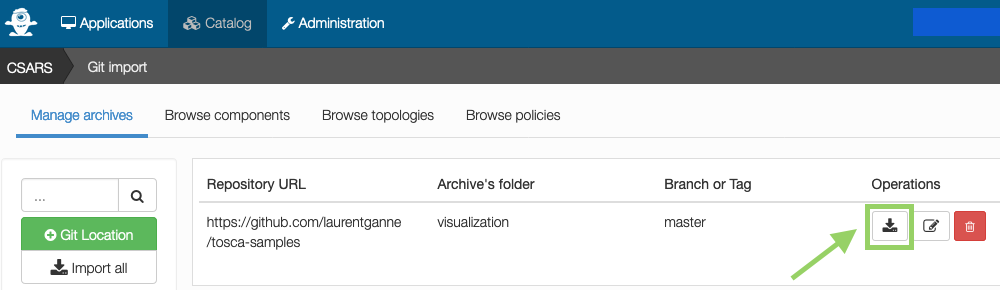 Applications Catalog Administration
CSARS Git import
Manage archives Browse components Browse topologies Browse policies
...
Git Location
Import all
Repository URL Archive's folder Branch or Tag Operations
https://github.com/laurentganne visualization master
/tosca-samples